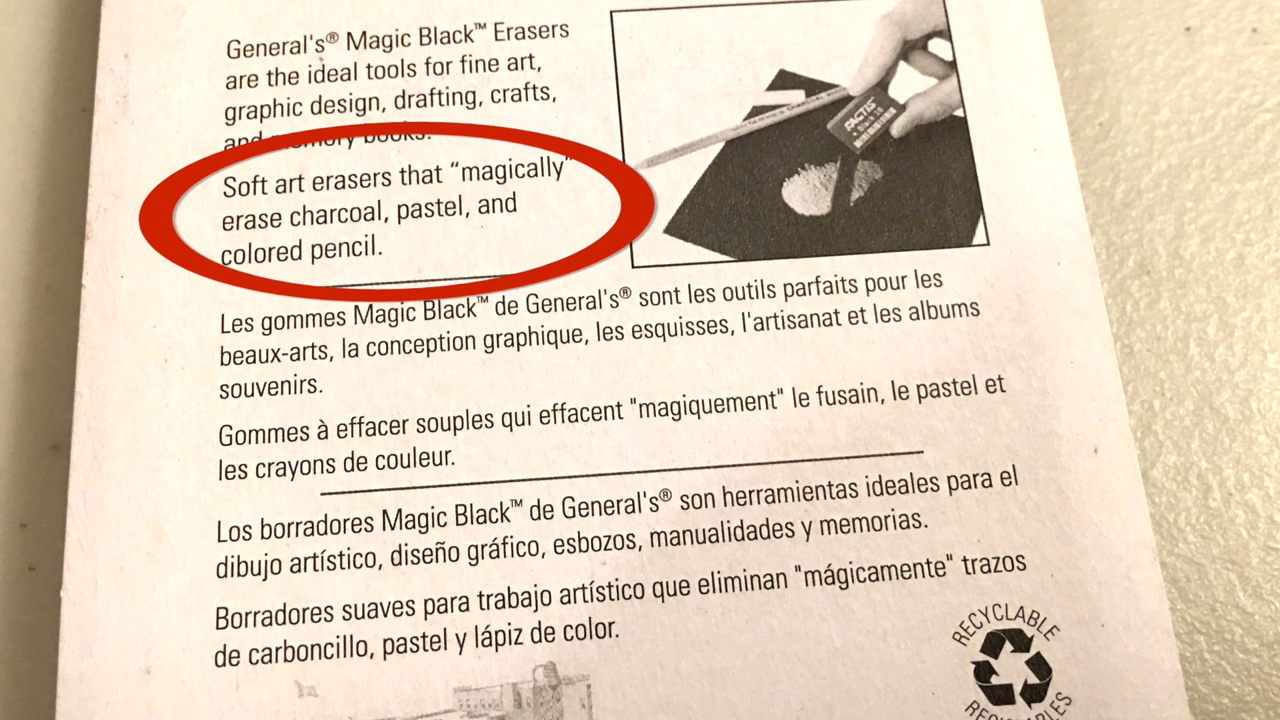 General's® Magic Black™ Erasers
are the ideal tools for fine art,
graphic design, drafting, crafts,
and memory books.
Soft art erasers that “magically”
erase charcoal, pastel, and
colored pencil.
FACTIS
Les gommes Magic Black™ de General's® sont les outils parfaits pour les
beaux-arts, la conception graphique, les esquisses, l'artisanat et les albums
souvenirs.
Gommes à effacer souples qui effacent "magiquement" le fusain, le pastel et
les crayons de couleur.
Los borradores Magic Black™ de General's® son herramientas ideales para el
dibujo artístico, diseño gráfico, esbozos, manualidades y memorias.
Borradores suaves para trabajo artístico que eliminan "mágicamente" trazos
de carboncillo, pastel y lápiz de color.
RECYCLABLE